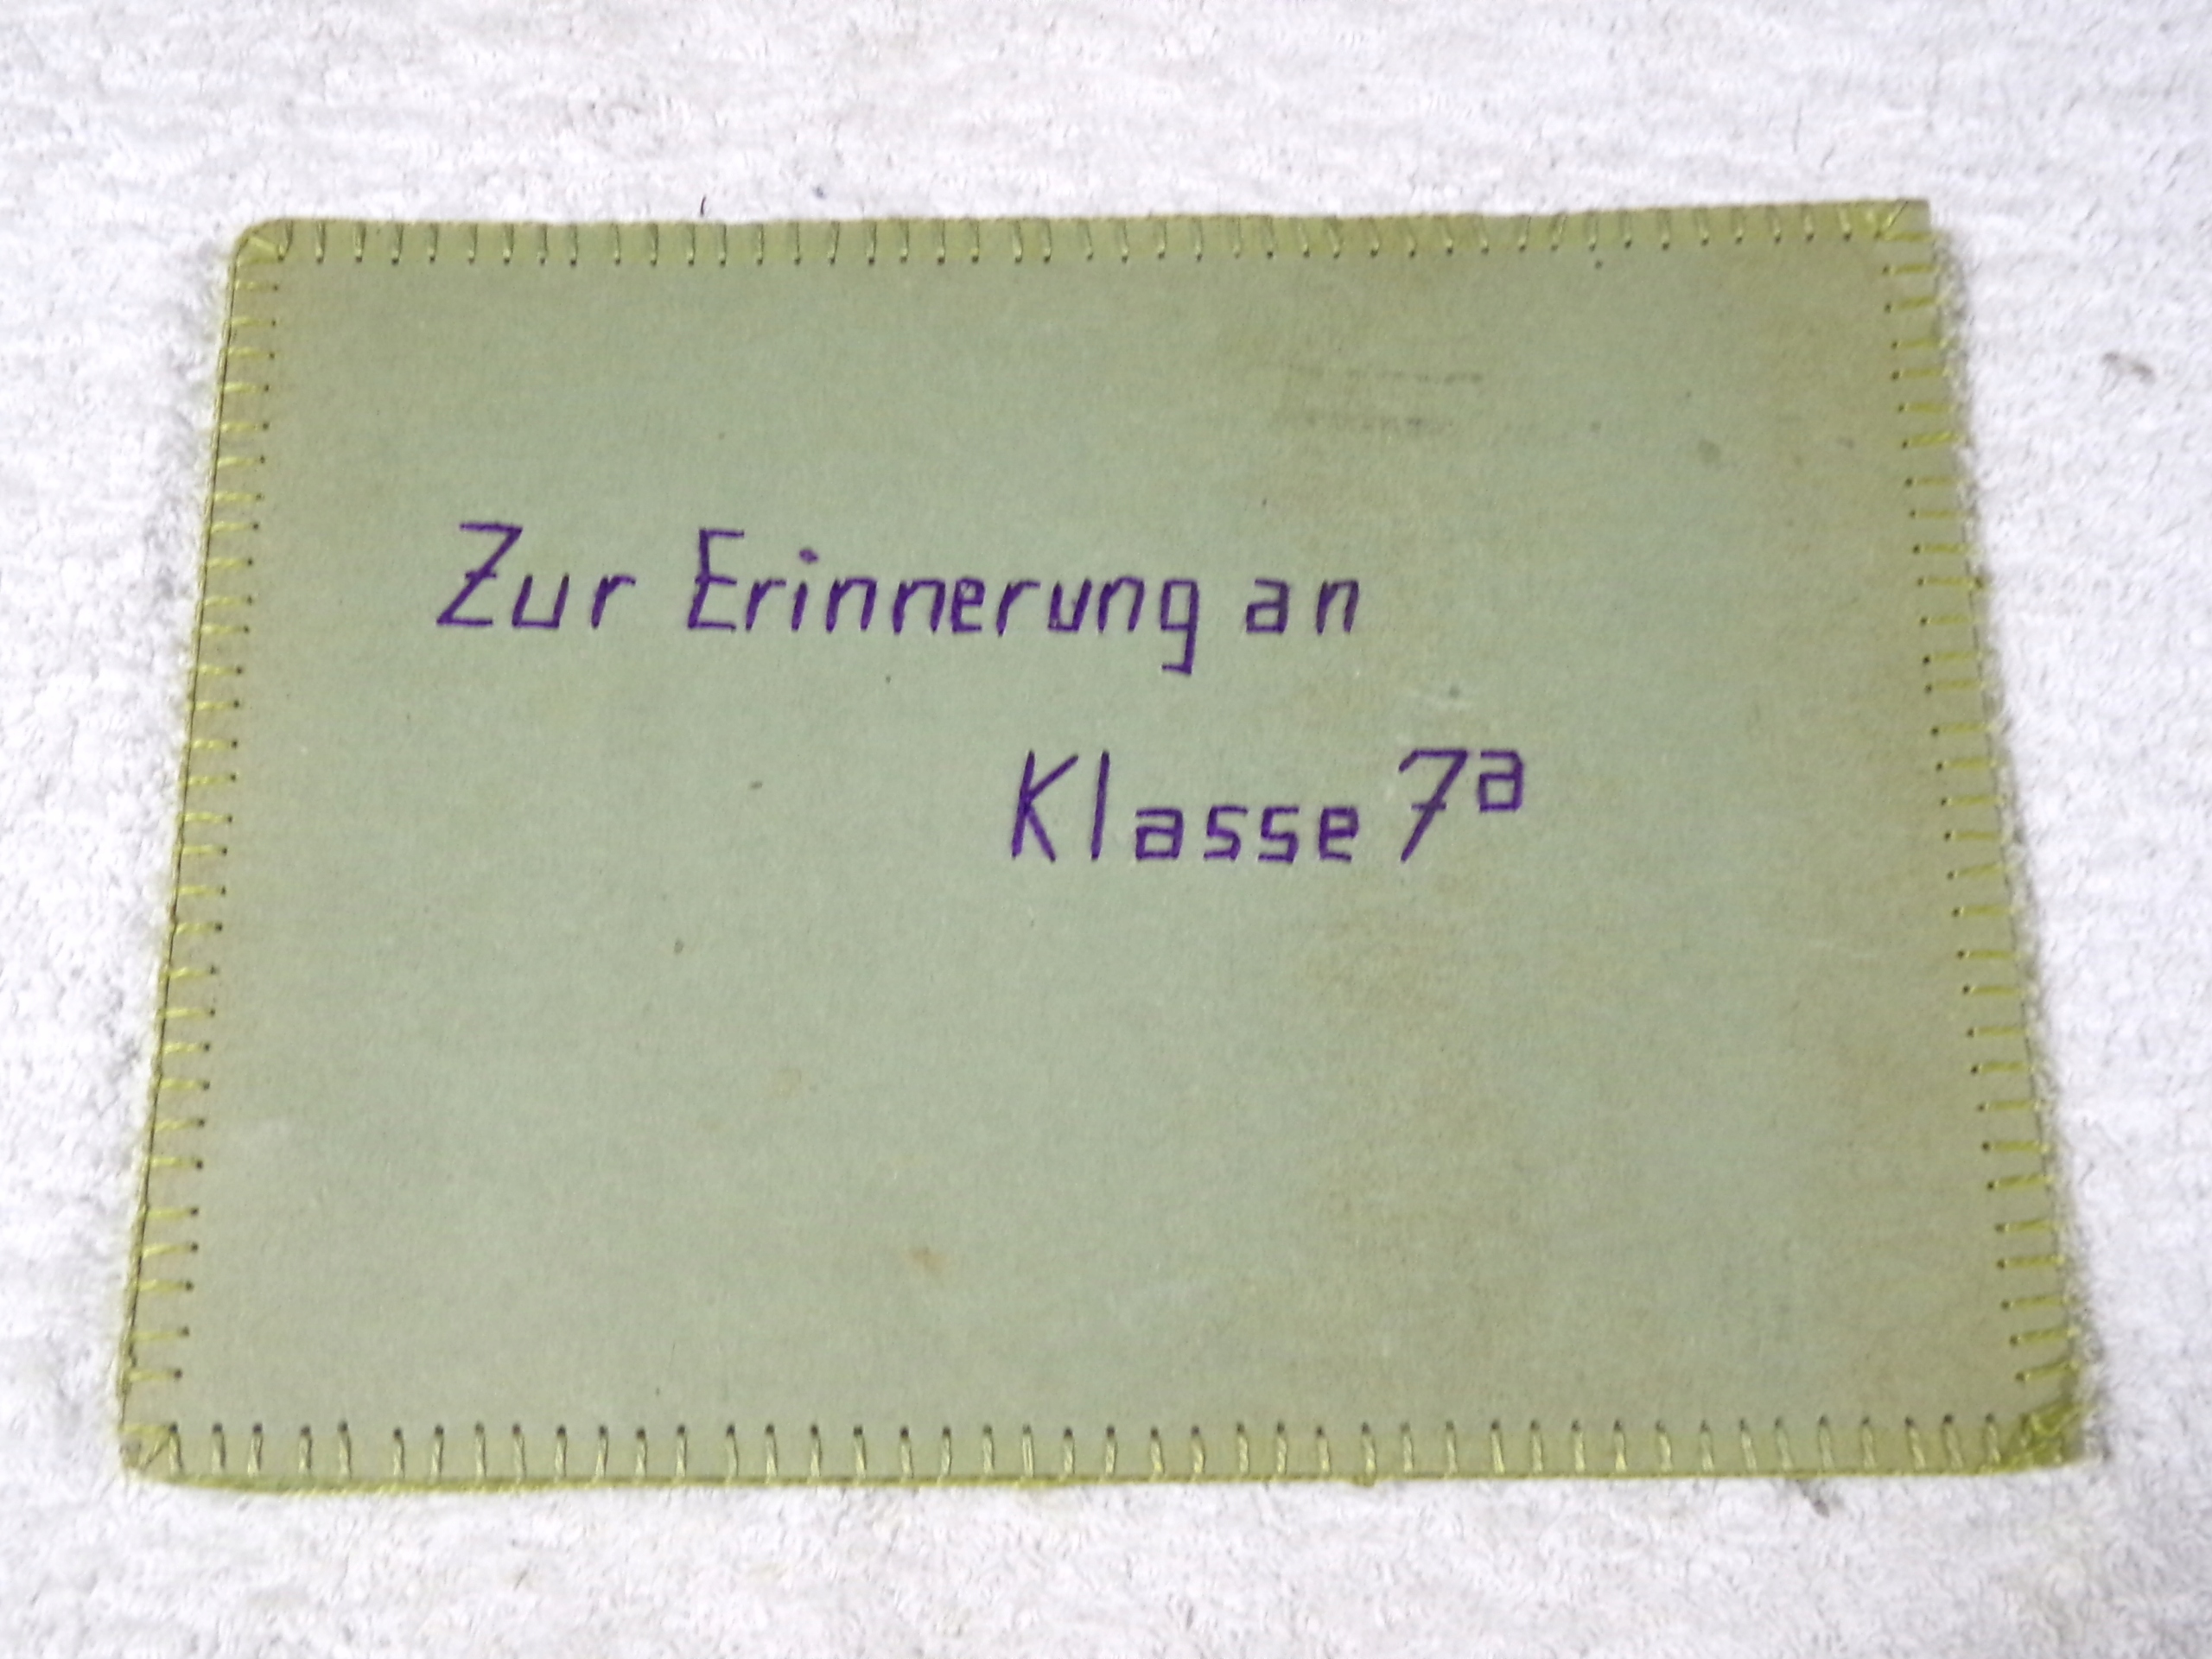 Zur Erinnerung an
Klasse 7a